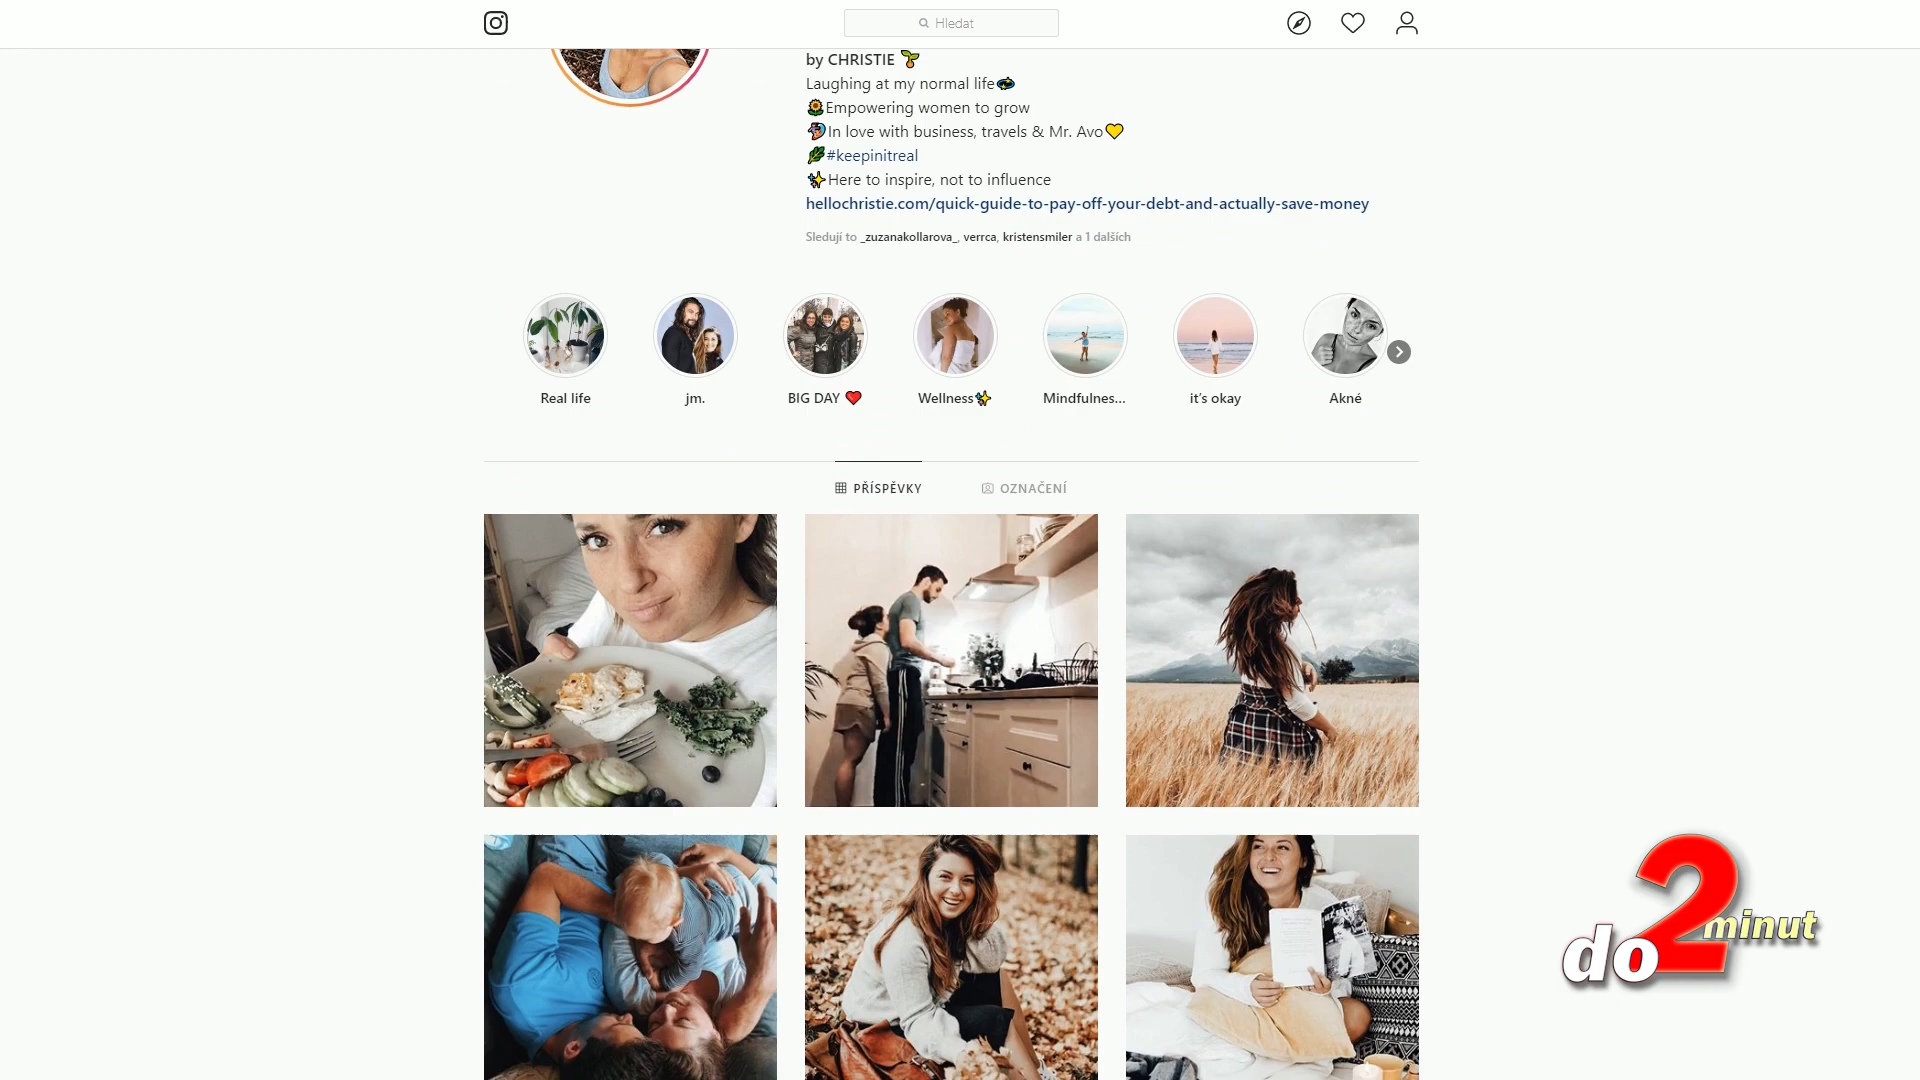 Hledat
by CHRISTIE
Laughing at my normal life
Empowering women to grow
In love with business, travels & Mr. Avo
#keepinitreal
Here to inspire, not to influence
hellochristie.com/quick-guide-to-pay-off-your-debt-and-actually-save-money
Sledují to _zuzanakollarova_, verrca, kristensmiler a 1 dalších
Real life
jm.
BIG DAY
Wellness
Mindfulnes...
it's okay
Akné
PŘÍSPĚVKY
OZNAČENÍ
do 2 minut